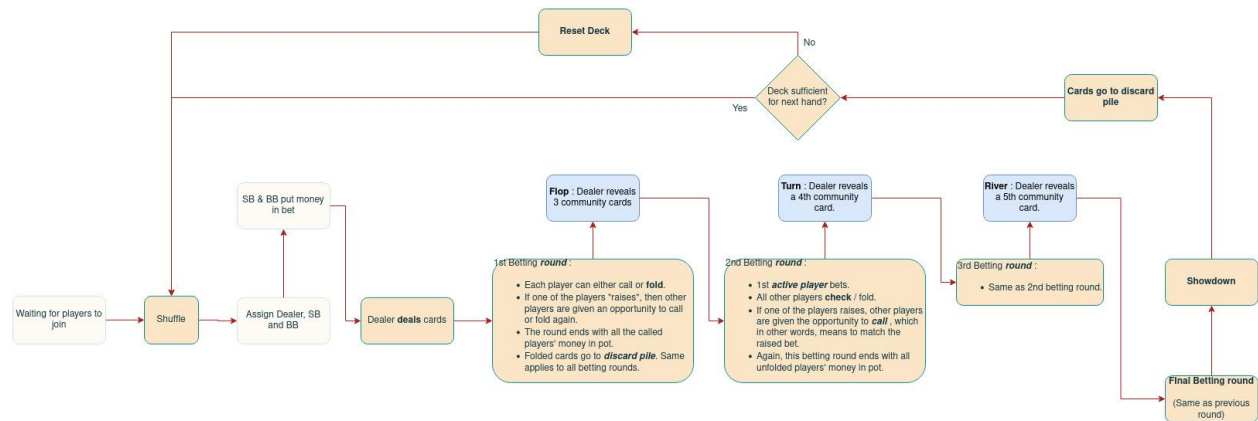 Reset Deck
No
Deck sufficient
for next hand?
Yes
Cards go to discard
pile
SB & BB put money
in bet
Flop : Dealer reveals
3 community cards
Turn : Dealer reveals
a 4th community
card.
River : Dealer reveals
a 5th community
card.
Waiting for players to
join
Shuffle
Assign Dealer, SB
and BB
Dealer deals cards
1st Betting round :
Each player can either call or fold.
If one of the players "raises", then other
players are given an opportunity to call
or fold again.
The round ends with all the called
players' money in pot.
Folded cards go to discard pile. Same
applies to all betting rounds.
2nd Betting round :
1st active player bets.
All other players check / fold.
If one of the players raises, other players
are given the opportunity to call , which
in other words, means to match the
raised bet.
Again, this betting round ends with all
unfolded players' money in pot.
3rd Betting round :
Same as 2nd betting round.
Showdown
FInal Betting round
(Same as previous
round)